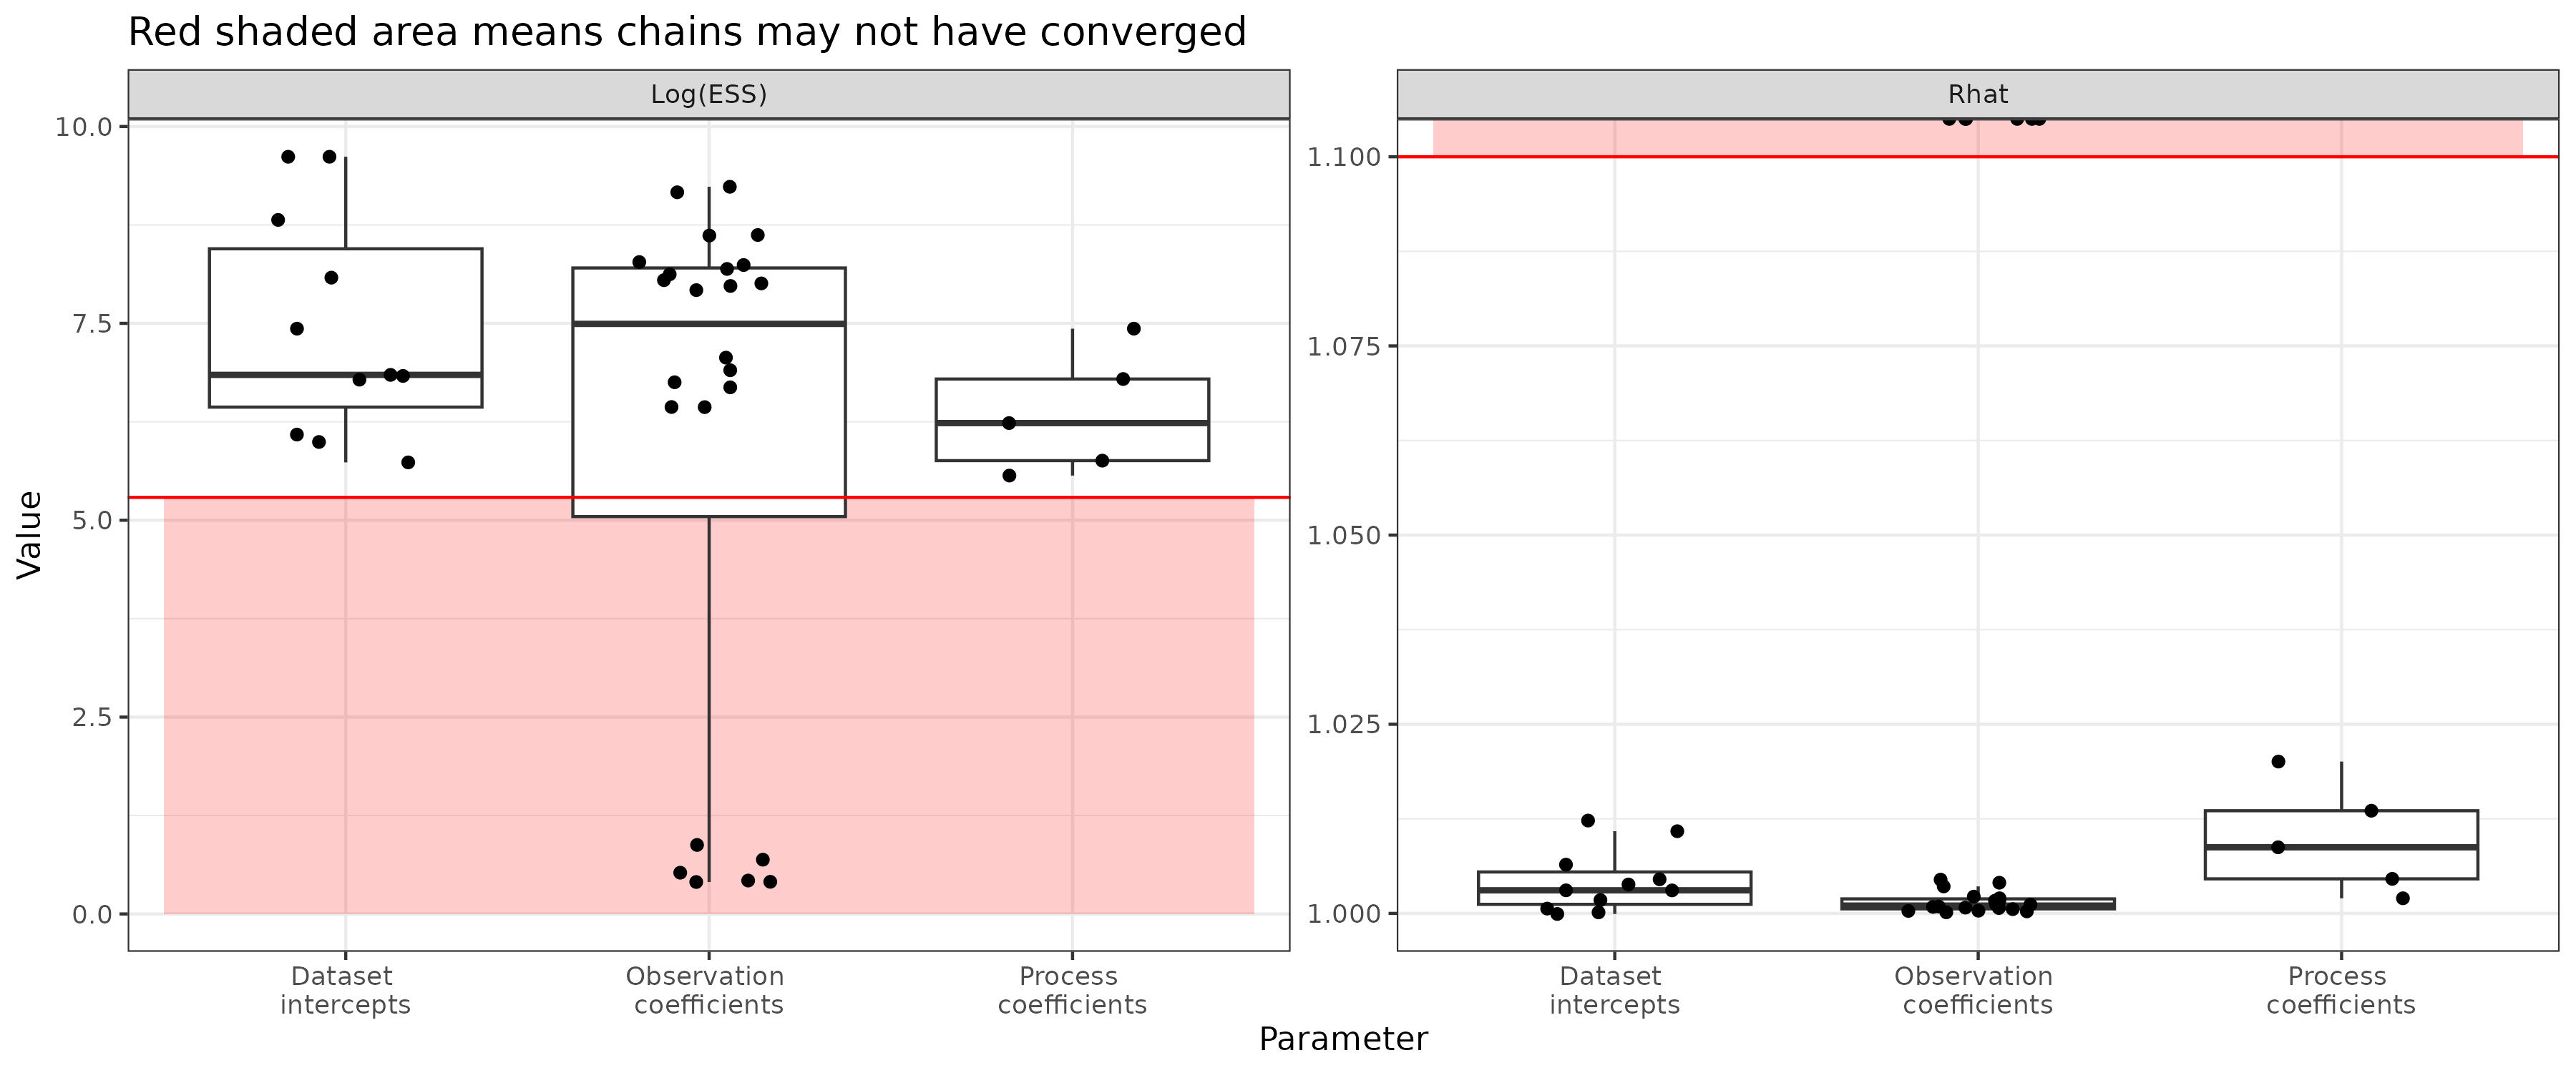 Red shaded area means chains may not have converged
Log(ESS)
Rhat
10.0
7.5
5.0
2.5
0.0
1.100
1.075
1.050
1.025
1.000
Value
Dataset
intercepts
Observation
coefficients
Process
coefficients
Dataset
intercepts
Observation
coefficients
Process
coefficients
Parameter